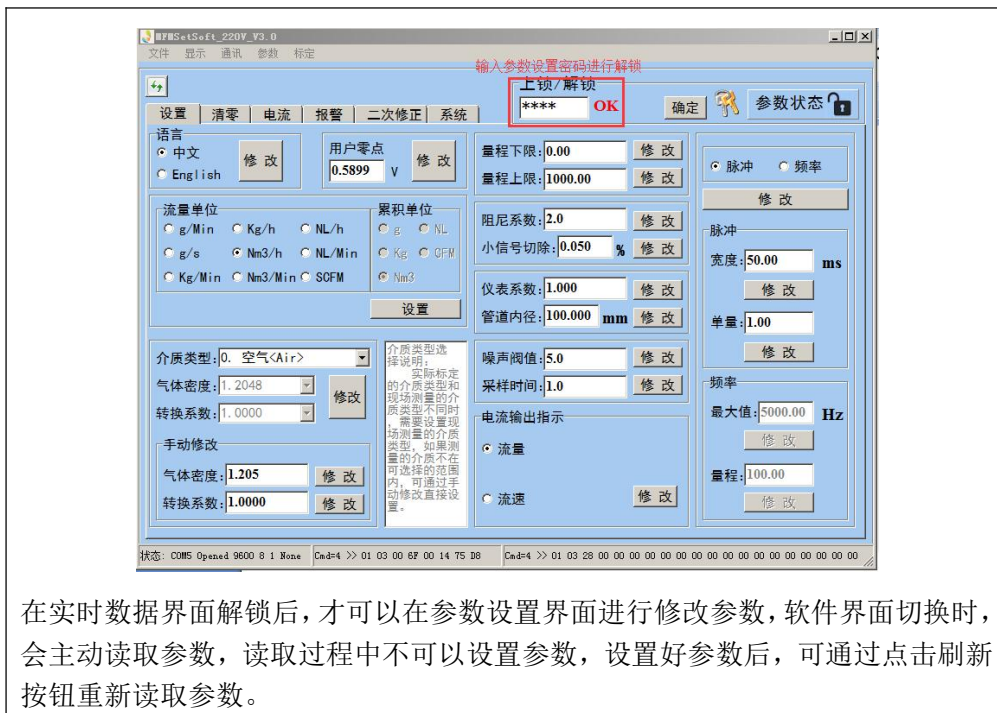 MFMSetSoft_220V_V3.0
文件 显示 通讯 参数 标定
输入参数设置密码进行解锁
上锁/解锁
**** OK 确定 参数状态
设置 清零 电流 报警 二次修正 系统
语言
中文
English
修 改
用户零点
0.5899 V 修 改
流量单位
g/Min Kg/h NL/h
g/s Nm3/h NL/Min
Kg/Min Nm3/Min SCFM
累积单位
g NL
Kg CFM
Nm3
设置
介质类型: 0. 空气<Air>
气体密度: 1.2048
转换系数: 1.0000
修改
手动修改
气体密度: 1.205 修 改
转换系数: 1.0000 修 改
介质类型选
择说明:
实际标定
的介质类型和
现场测量的介
质类型不同时
，需要设置现
场测量的介质
类型，如果测
量的介质不在
可选择的范围
内，可通过手
动修改直接设
置。
量程下限: 0.00 修 改
量程上限: 1000.00 修 改
阻尼系数: 2.0 修 改
小信号切除: 0.050 % 修 改
仪表系数: 1.000 修 改
管道内径: 100.000 mm 修 改
噪声阀值: 5.0 修 改
采样时间: 1.0 修 改
电流输出指示
流量
流速 修 改
脉冲 频率
修 改
脉冲
宽度: 50.00 ms
修 改
单量: 1.00
修 改
频率
最大值: 5000.00 Hz
修 改
量程: 100.00
修 改
状态: COM5 Opened 9600 8 1 None Cmd=4 >> 01 03 00 6F 00 14 75 D8 Cmd=4 >> 01 03 28 00 00 00 00 00 00 00 00 00 00 00 00 00 00 00 00
在实时数据界面解锁后，才可以在参数设置界面进行修改参数，软件界面切换时，
会主动读取参数，读取过程中不可以设置参数，设置好参数后，可通过点击刷新
按钮重新读取参数。